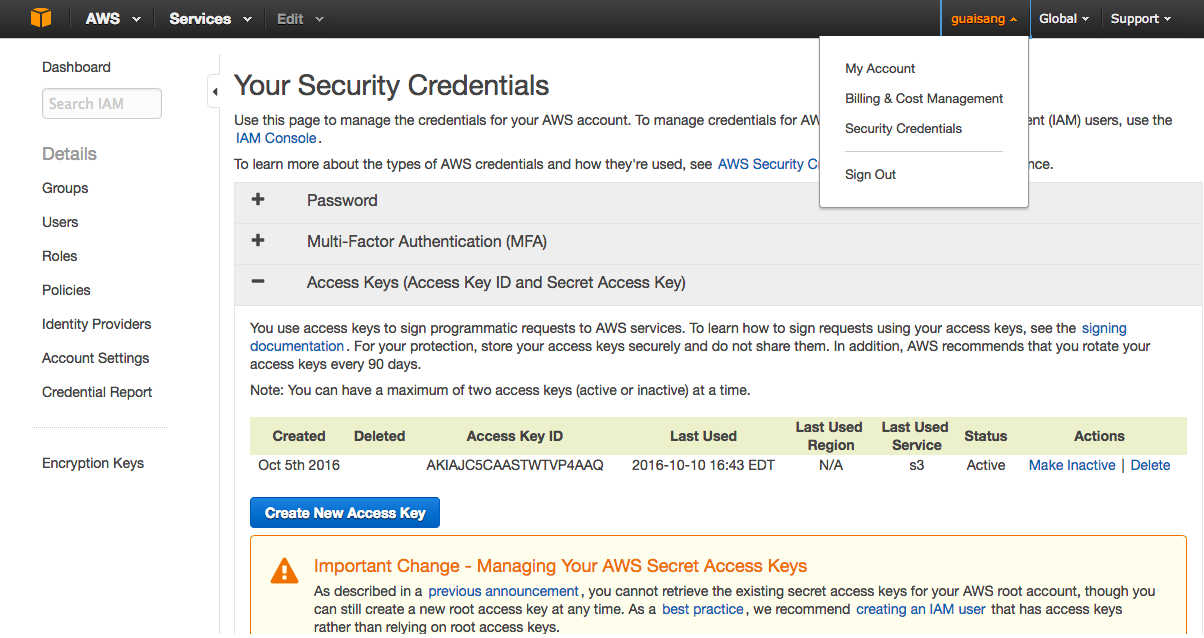 AWS Services Edit guaisang Global Support
My Account
Billing & Cost Management
Security Credentials
Sign Out
Dashboard
Search IAM
Details
Groups
Users
Roles
Policies
Identity Providers
Account Settings
Credential Report
Encryption Keys
Your Security Credentials
Use this page to manage the credentials for your AWS account. To manage credentials for AW ent (IAM) users, use the
IAM Console.
To learn more about the types of AWS credentials and how they're used, see AWS Security C nce.
+ Password
+ Multi-Factor Authentication (MFA)
− Access Keys (Access Key ID and Secret Access Key)
You use access keys to sign programmatic requests to AWS services. To learn how to sign requests using your access keys, see the signing
documentation. For your protection, store your access keys securely and do not share them. In addition, AWS recommends that you rotate your
access keys every 90 days.
Note: You can have a maximum of two access keys (active or inactive) at a time.
Created Deleted Access Key ID Last Used Last Used Region Last Used Service Status Actions
Oct 5th 2016 AKIAJC5CAASTWTVP4AAQ 2016-10-10 16:43 EDT N/A s3 Active Make Inactive | Delete
Create New Access Key
Important Change - Managing Your AWS Secret Access Keys
As described in a previous announcement, you cannot retrieve the existing secret access keys for your AWS root account, though you
can still create a new root access key at any time. As a best practice, we recommend creating an IAM user that has access keys
rather than relying on root access keys.